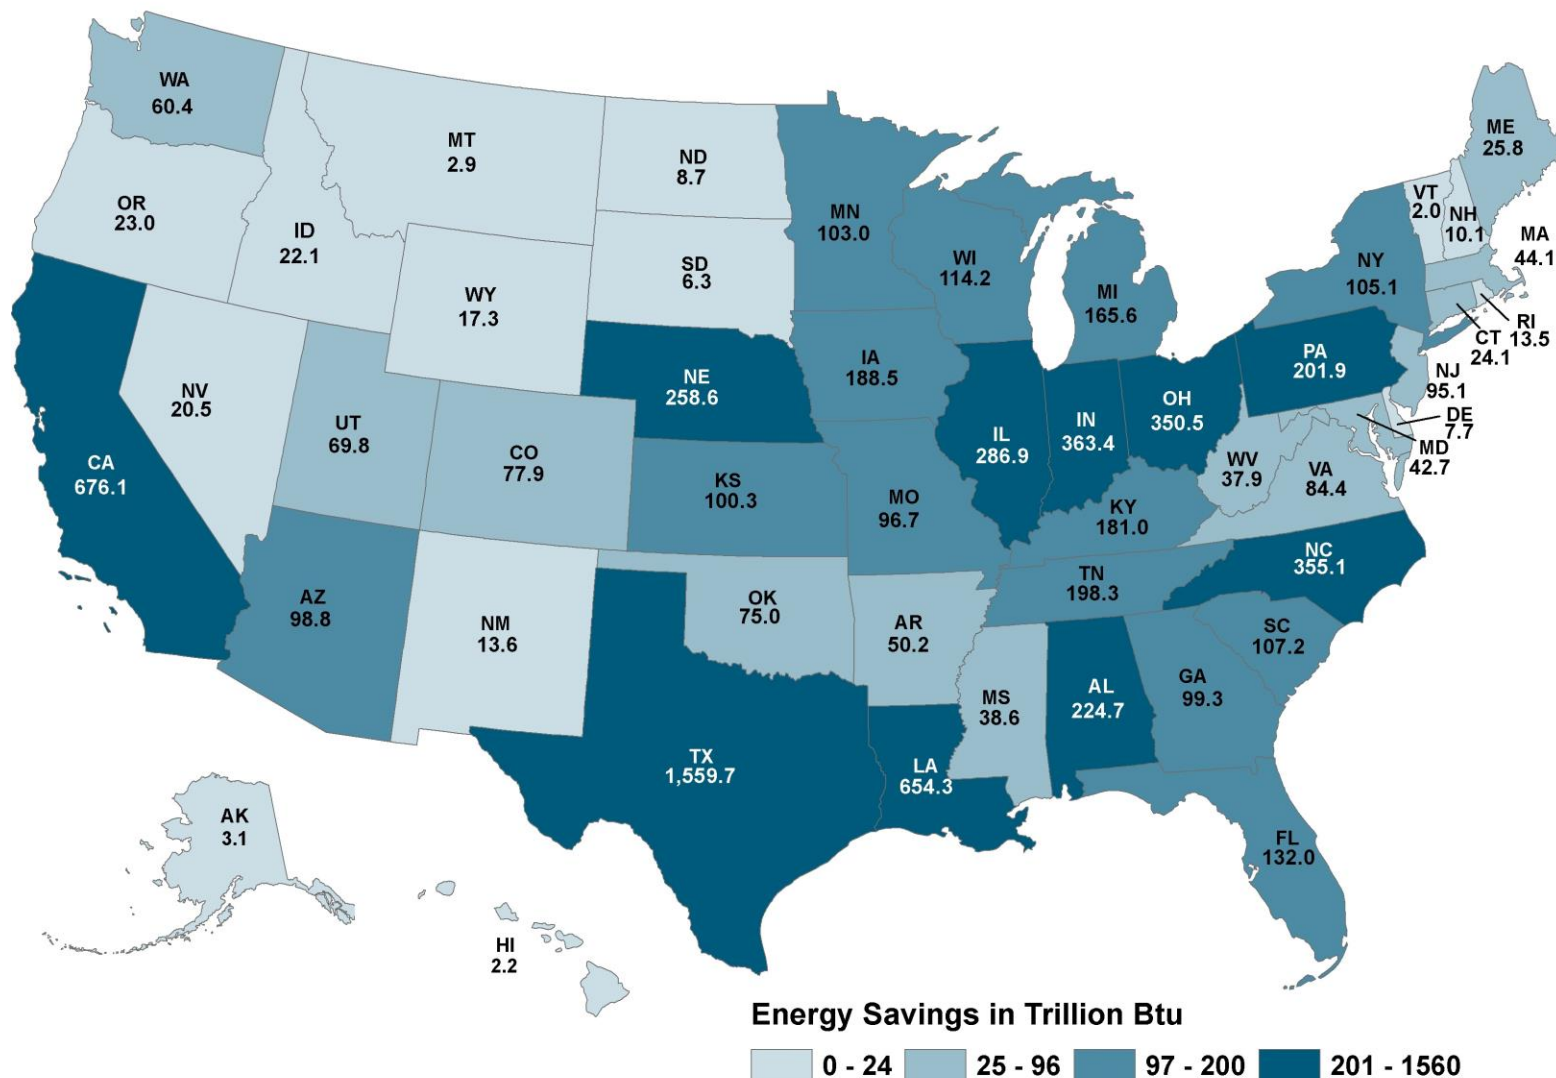 WA
60.4
MT
2.9
ND
8.7
ME
25.8
OR
23.0
ID
22.1
MN
103.0
VT
2.0
NH
10.1
MA
44.1
SD
6.3
WI
114.2
NY
105.1
WY
17.3
MI
165.6
RI
13.5
CT
24.1
IA
188.5
PA
201.9
NE
258.6
NJ
95.1
NV
20.5
UT
69.8
OH
350.5
IN
363.4
IL
286.9
DE
7.7
MD
42.7
CO
77.9
CA
676.1
KS
100.3
MO
96.7
WV
37.9
VA
84.4
KY
181.0
NC
355.1
TN
198.3
AZ
98.8
NM
13.6
OK
75.0
AR
50.2
SC
107.2
GA
99.3
MS
38.6
AL
224.7
TX
1,559.7
LA
654.3
AK
3.1
FL
132.0
HI
2.2
Energy Savings in Trillion Btu
0 - 24 25 - 96 97 - 200 201 - 1560